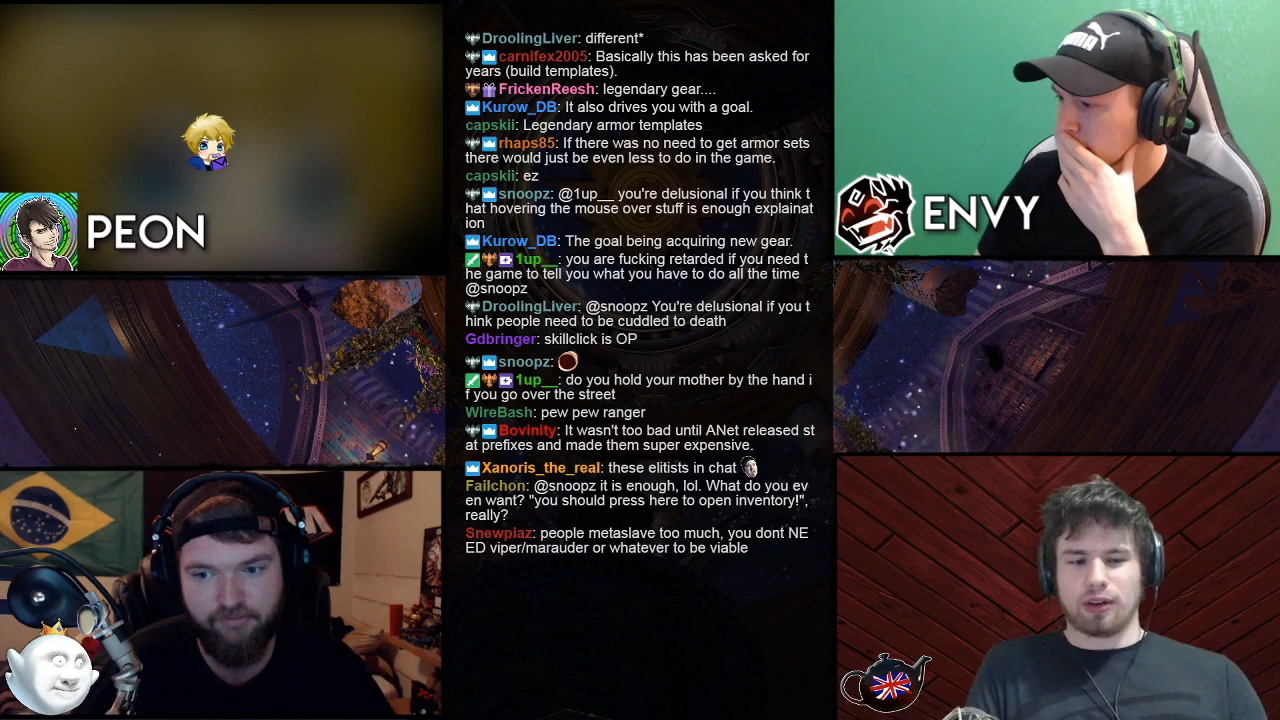 PEON
DroolingLiver: different*
carnifex2005: Basically this has been asked for
years (build templates).
FrickenReesh: legendary gear....
Kurow_DB: It also drives you with a goal.
capskii: Legendary armor templates
rhaps85: If there was no need to get armor sets
there would just be even less to do in the game.
capskii: ez
snoopz: @1up__ you're delusional if you think t
hat hovering the mouse over stuff is enough explainat
ion
Kurow_DB: The goal being acquiring new gear.
1up__: you are fucking retarded if you need t
he game to tell you what you have to do all the time
@snoopz
DroolingLiver: @snoopz You're delusional if you t
hink people need to be cuddled to death
Gdbringer: skillclick is OP
snoopz:
1up__: do you hold your mother by the hand i
f you go over the street
WireBash: pew pew ranger
Bovinity: It wasn't too bad until ANet released st
at prefixes and made them super expensive.
Xanoris_the_real: these elitists in chat
Failchon: @snoopz it is enough, lol. What do you ev
en want? "you should press here to open inventory!",
really?
Snewpiaz: people metaslave too much, you dont NE
ED viper/marauder or whatever to be viable
PUMA
ENVY